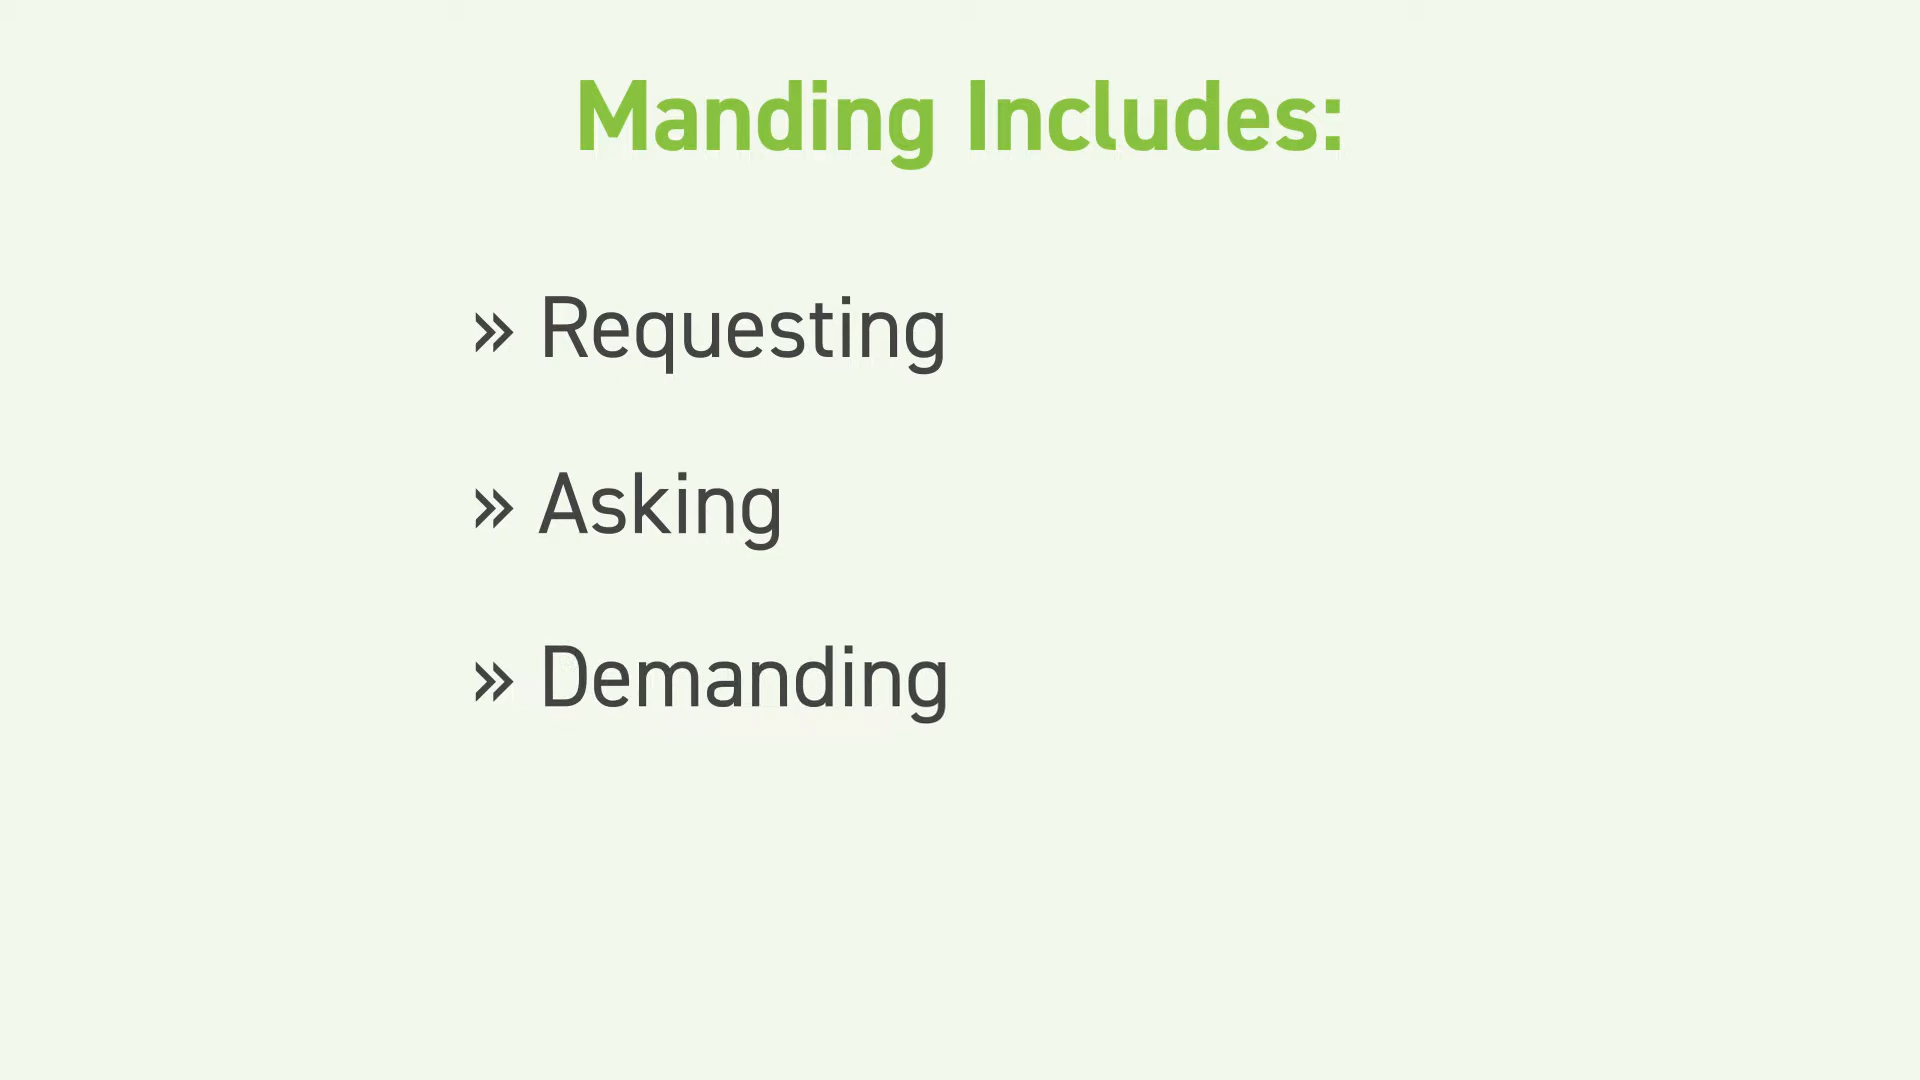 Manding Includes:
» Requesting
» Asking
» Demanding